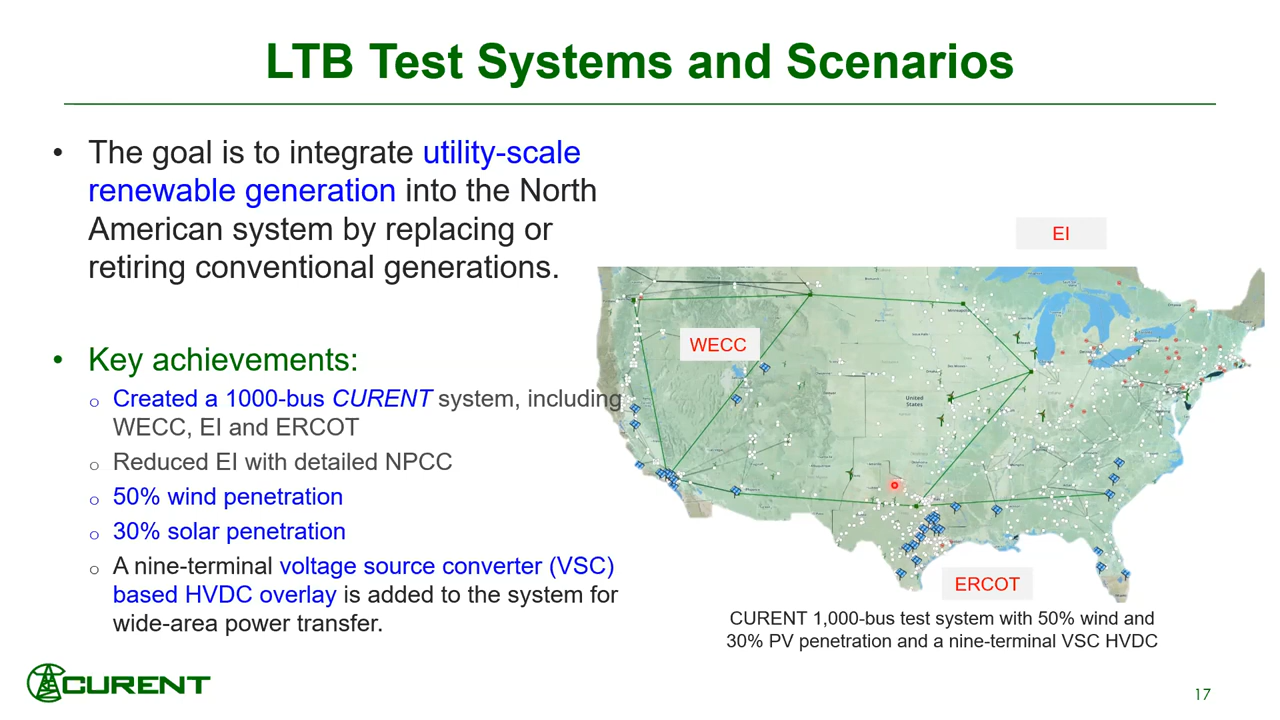 LTB Test Systems and Scenarios
• The goal is to integrate utility-scale
renewable generation into the North
American system by replacing or
retiring conventional generations.
• Key achievements:
o Created a 1000-bus CURENT system, including
WECC, EI and ERCOT
o Reduced EI with detailed NPCC
o 50% wind penetration
o 30% solar penetration
o A nine-terminal voltage source converter (VSC)
based HVDC overlay is added to the system for
wide-area power transfer.
EI
WECC
United
States
ERCOT
CURENT 1,000-bus test system with 50% wind and
30% PV penetration and a nine-terminal VSC HVDC
CURENT
17